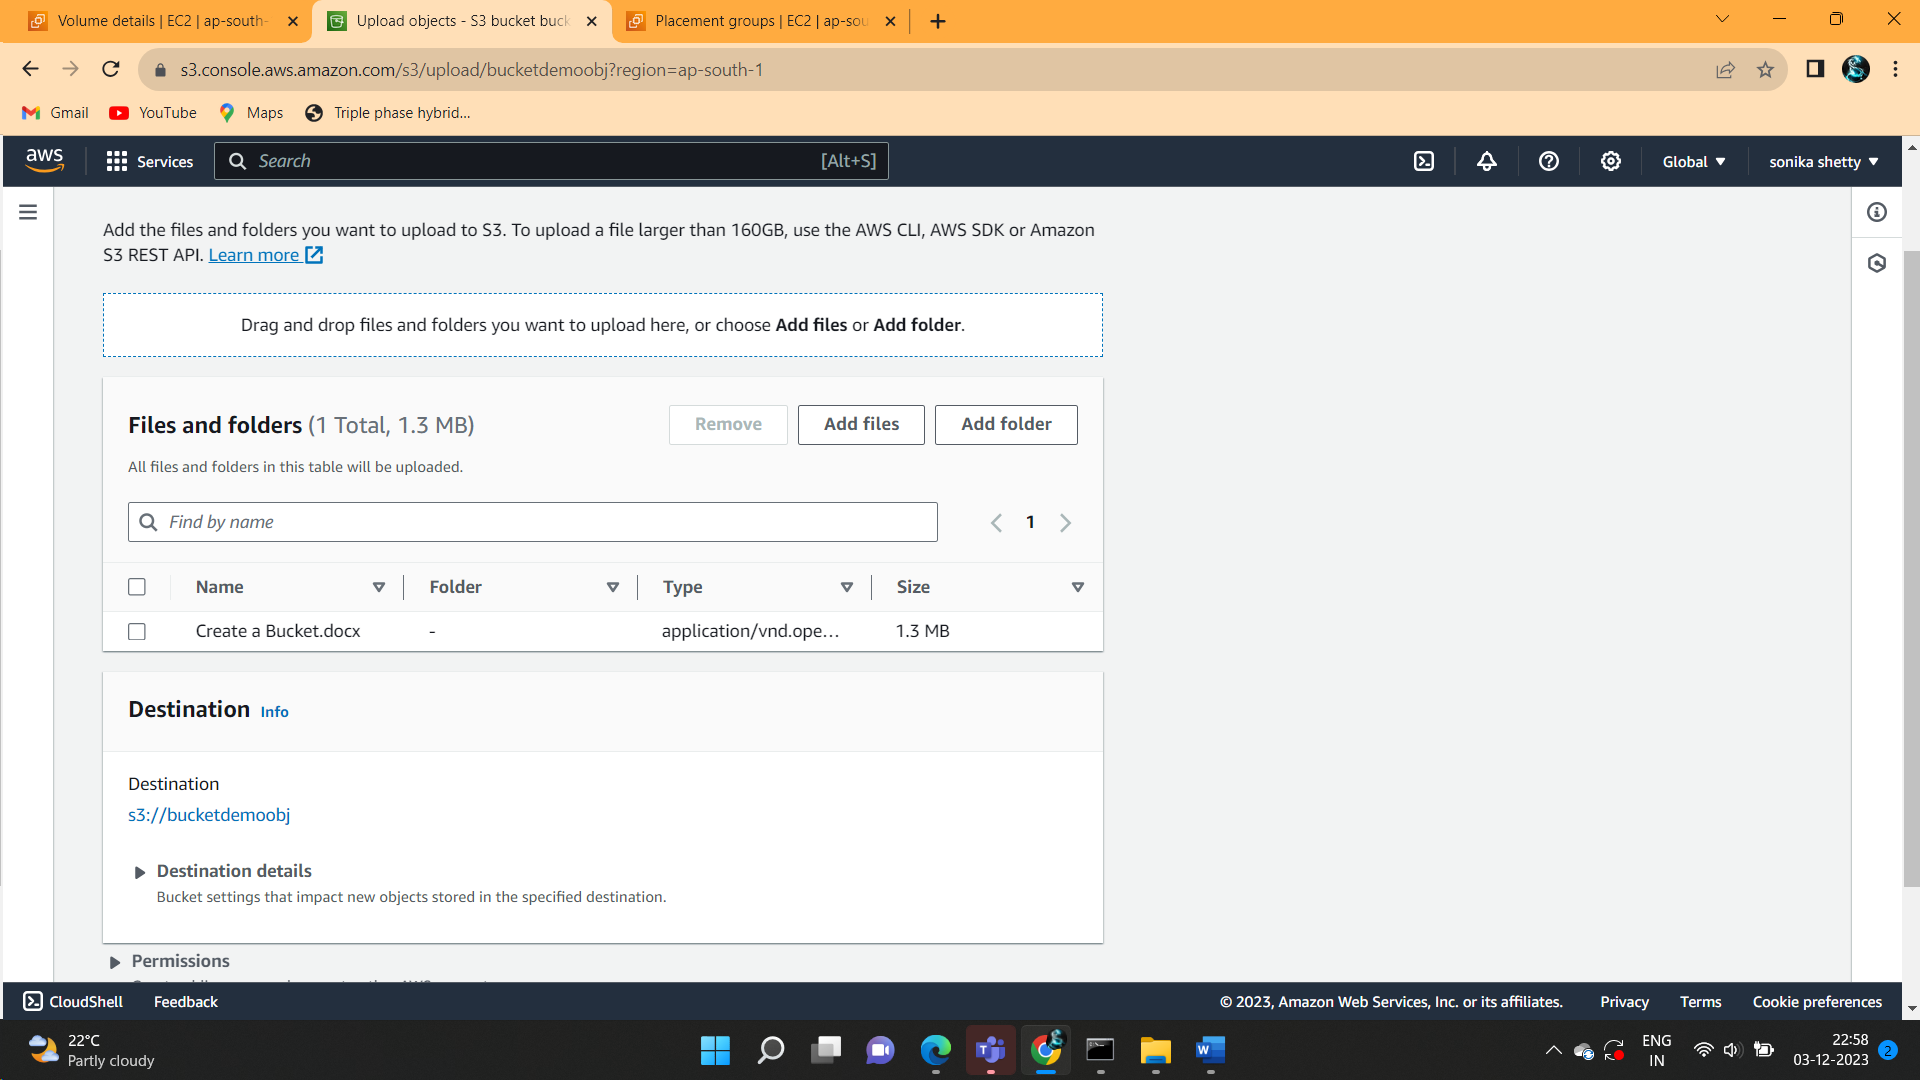 Volume details | EC2 | ap-south-
Upload objects - S3 bucket buck
Placement groups | EC2 | ap-sou
s3.console.aws.amazon.com/s3/upload/bucketdemoobj?region=ap-south-1
Gmail
YouTube
Maps
Triple phase hybrid...
aws
Services
Search
[Alt+S]
Global
sonika shetty
Add the files and folders you want to upload to S3. To upload a file larger than 160GB, use the AWS CLI, AWS SDK or Amazon
S3 REST API. Learn more
Drag and drop files and folders you want to upload here, or choose Add files or Add folder.
Files and folders (1 Total, 1.3 MB)
Remove
Add files
Add folder
All files and folders in this table will be uploaded.
Find by name
1
Name
Folder
Type
Size
Create a Bucket.docx
-
application/vnd.ope...
1.3 MB
Destination Info
Destination
s3://bucketdemoobj
Destination details
Bucket settings that impact new objects stored in the specified destination.
Permissions
CloudShell
Feedback
© 2023, Amazon Web Services, Inc. or its affiliates.
Privacy
Terms
Cookie preferences
22°C
Partly cloudy
ENG
IN
22:58
03-12-2023
2